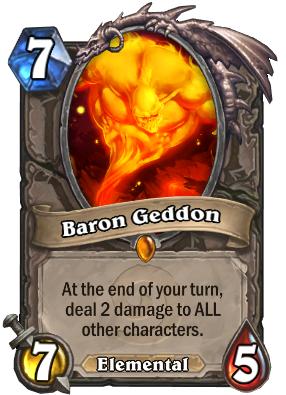 7
Baron Geddon
At the end of your turn,
deal 2 damage to ALL
other characters.
7
Elemental
5